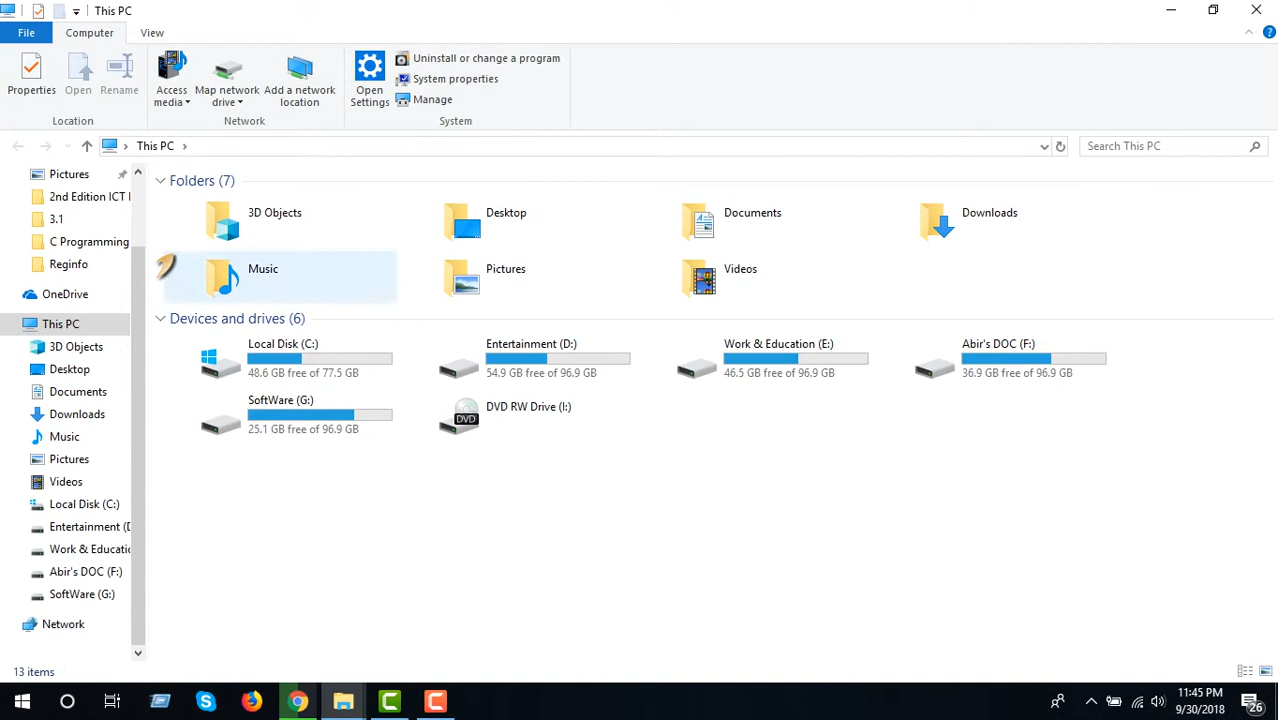 This PC
File
Computer
View
Properties
Open
Rename
Access media
Map network drive
Add a network location
Open Settings
Uninstall or change a program
System properties
Manage
Location
Network
System
This PC
Search This PC
Pictures
2nd Edition ICT
3.1
C Programming
Reginfo
OneDrive
This PC
3D Objects
Desktop
Documents
Downloads
Music
Pictures
Videos
Local Disk (C:)
Entertainment (D
Work & Educatio
Abir's DOC (F:)
SoftWare (G:)
Network
Folders (7)
3D Objects
Desktop
Documents
Downloads
Music
Pictures
Videos
Devices and drives (6)
Local Disk (C:)
48.6 GB free of 77.5 GB
Entertainment (D:)
54.9 GB free of 96.9 GB
Work & Education (E:)
46.5 GB free of 96.9 GB
Abir's DOC (F:)
36.9 GB free of 96.9 GB
SoftWare (G:)
25.1 GB free of 96.9 GB
DVD RW Drive (I:)
DVD
13 items
11:45 PM
9/30/2018
26